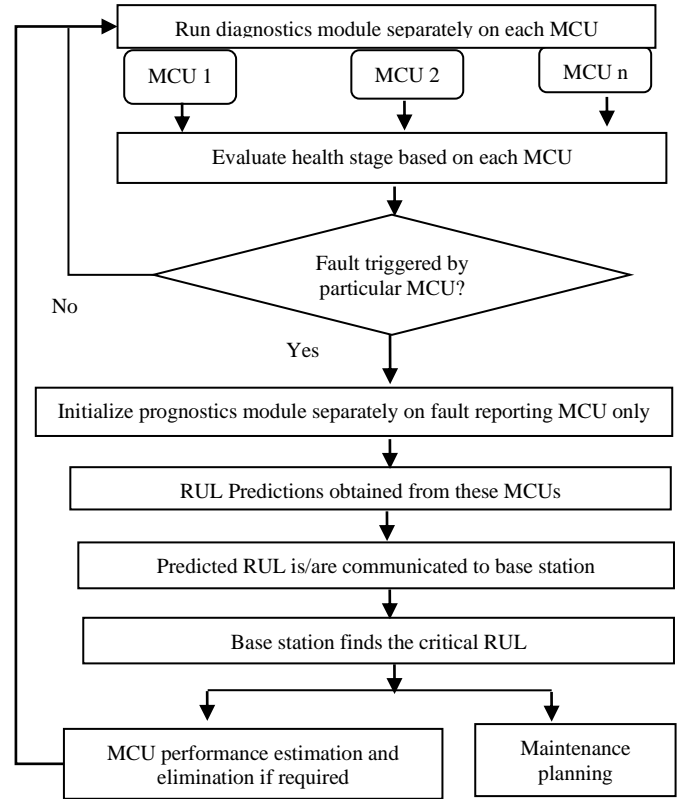 Run diagnostics module separately on each MCU
MCU 1
MCU 2
MCU n
Evaluate health stage based on each MCU
Fault triggered by
particular MCU?
No
Yes
Initialize prognostics module separately on fault reporting MCU only
RUL Predictions obtained from these MCUs
Predicted RUL is/are communicated to base station
Base station finds the critical RUL
MCU performance estimation and
elimination if required
Maintenance
planning